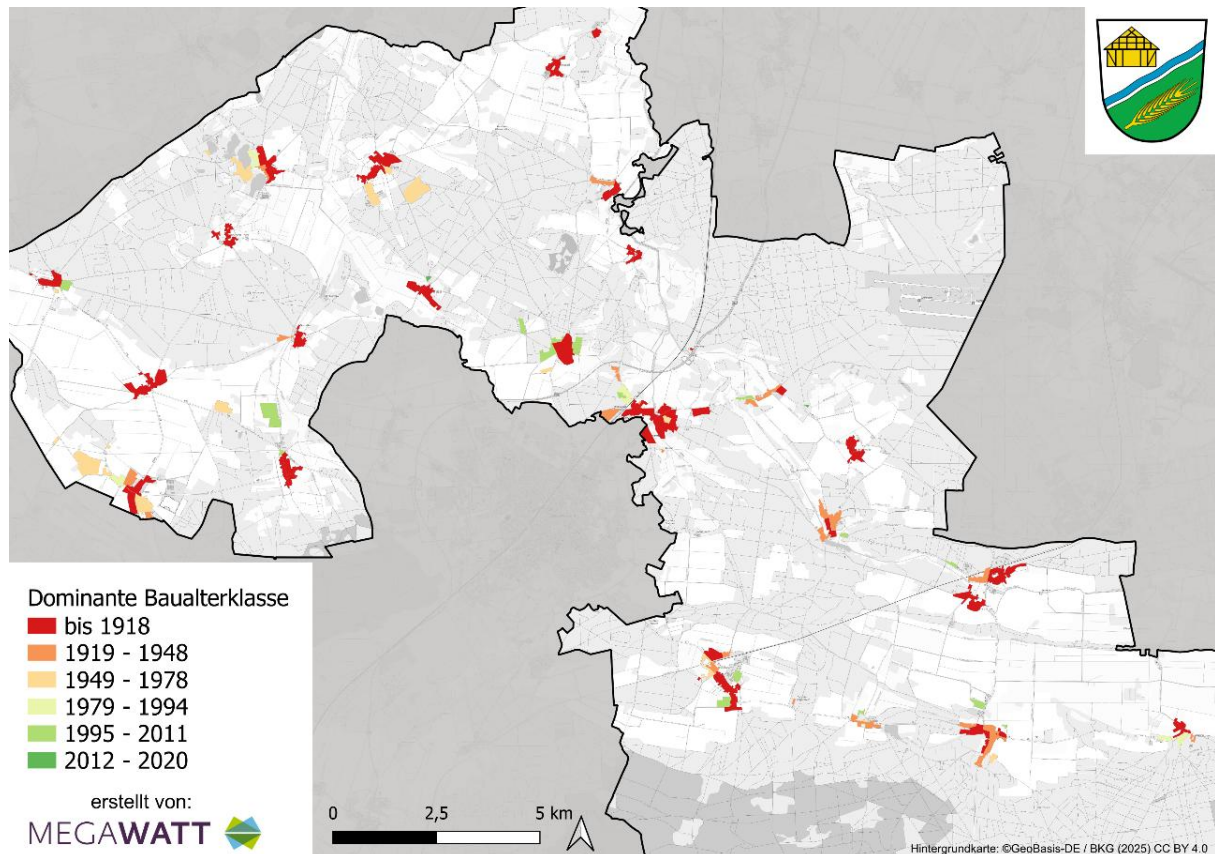 Dominante Baualterklasse
bis 1918
1919 - 1948
1949 - 1978
1979 - 1994
1995 - 2011
2012 - 2020
erstellt von:
MEGAWATT
0 2,5 5 km
Hintergrundkarte: ©GeoBasis-DE / BKG (2025) CC BY 4.0